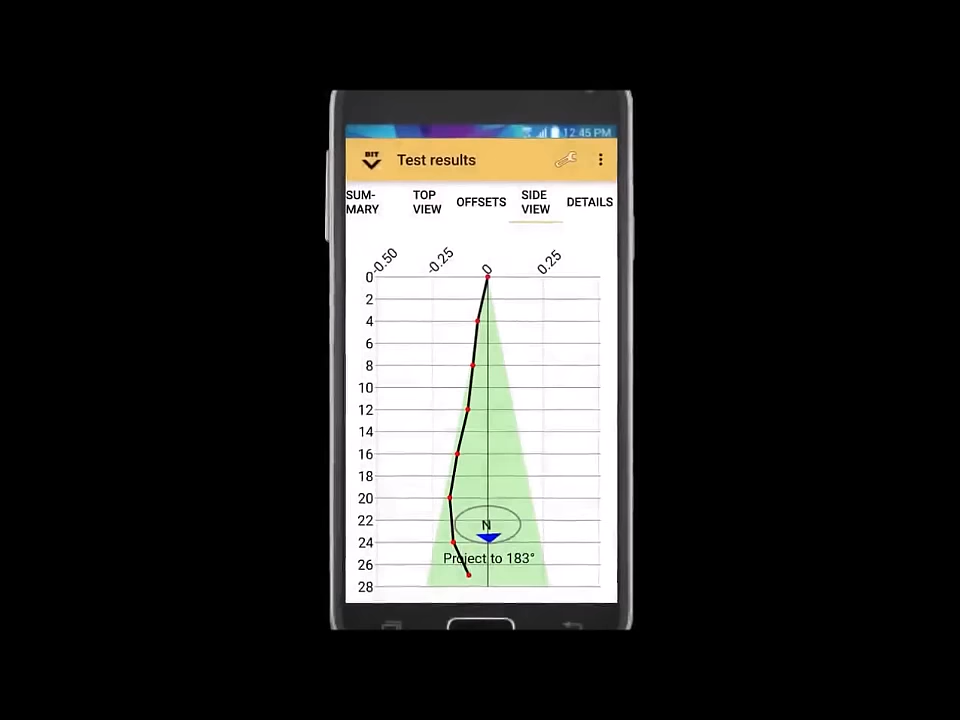 12:45 PM
BIT
Test results
SUM-
MARY
TOP
VIEW
OFFSETS
SIDE
VIEW
DETAILS
-0.50
-0.25
0
0.25
0
2
4
6
8
10
12
14
16
18
20
22
24
26
28
N
Project to 183°